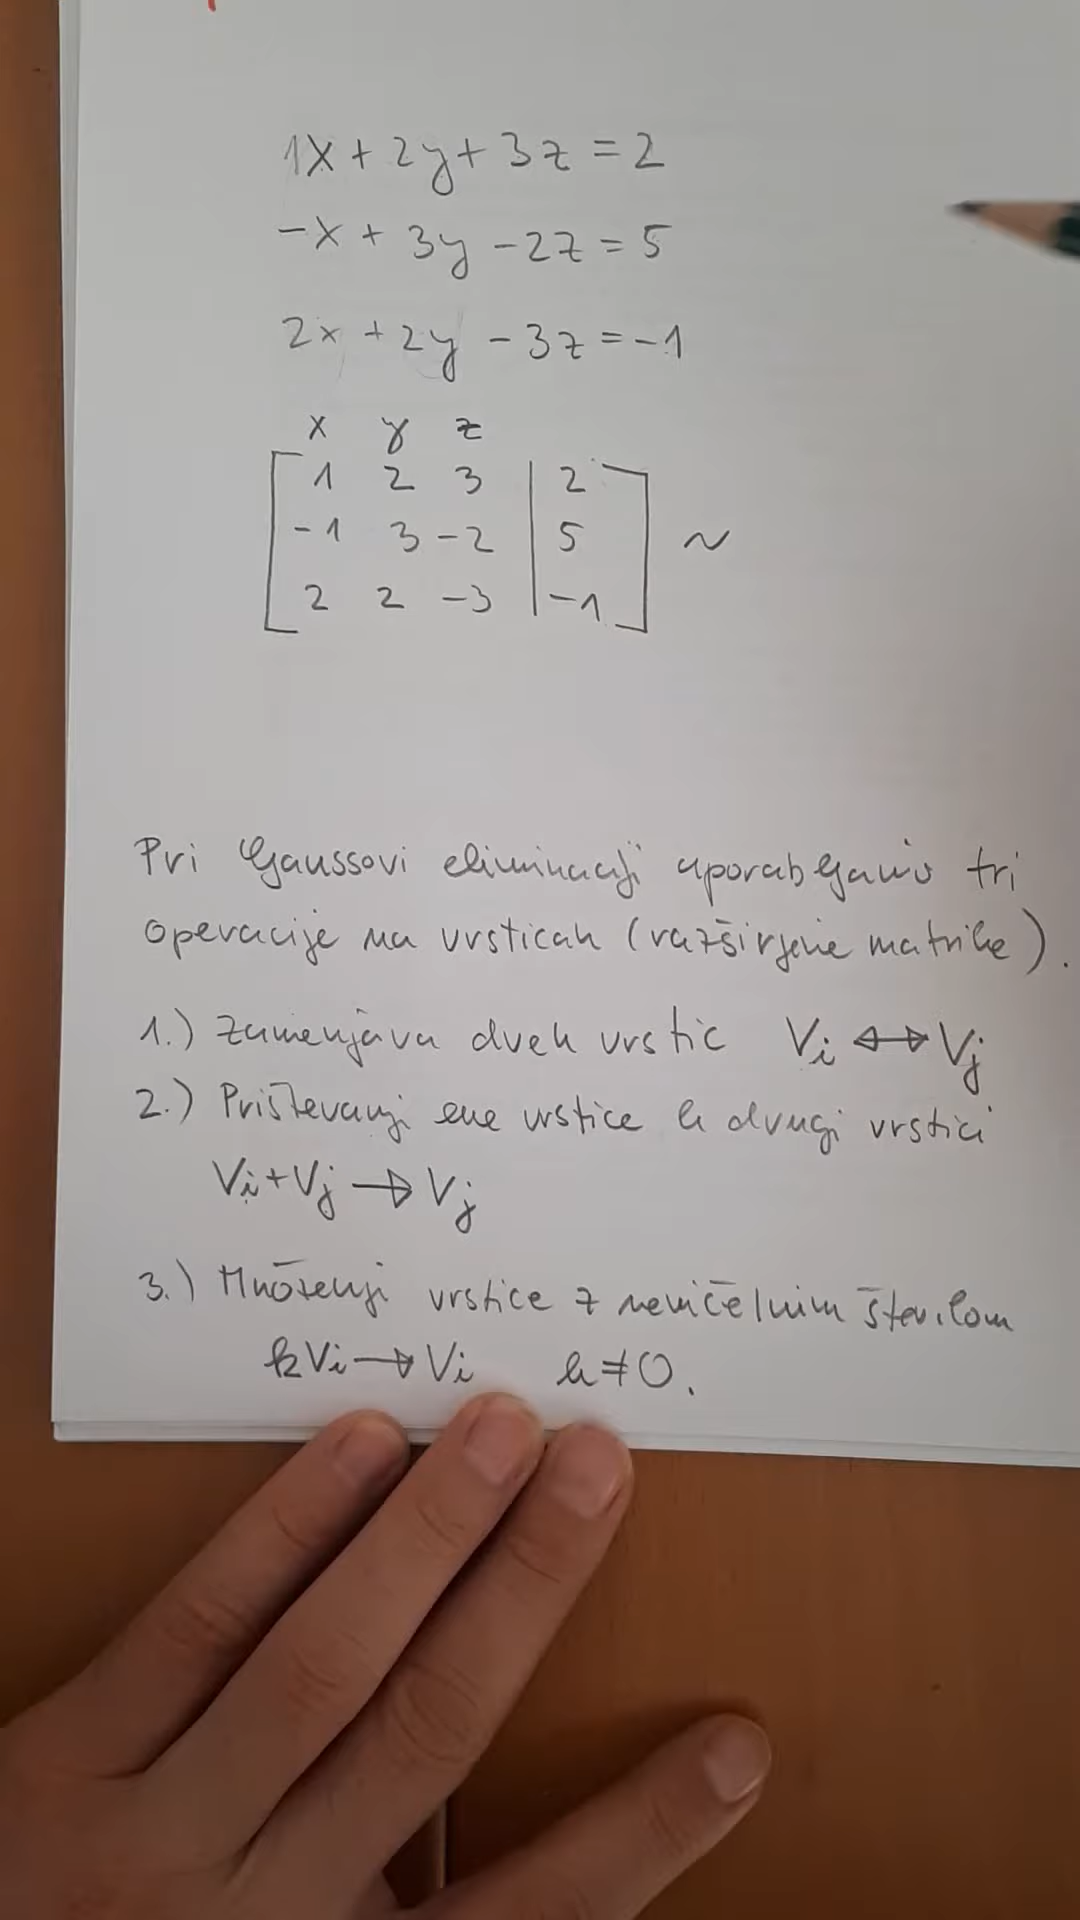 1x + 2y + 3z = 2
-x + 3y - 2z = 5
2x + 2y - 3z = -1
x y z
1 2 3 | 2
-1 3 -2 | 5 ~
2 2 -3 | -1
Pri Gaussovi eliminaciji uporabljamo tri
operacije na vrsticah (razširjene matrike).
1.) Zamenjava dveh vrstic Vi ↔ Vj
2.) Prištevanje ene vrstice k drugi vrstici
Vi + Vj → Vj
3.) Množenje vrstice z neničelnim številom
kVi → Vi k ≠ 0.